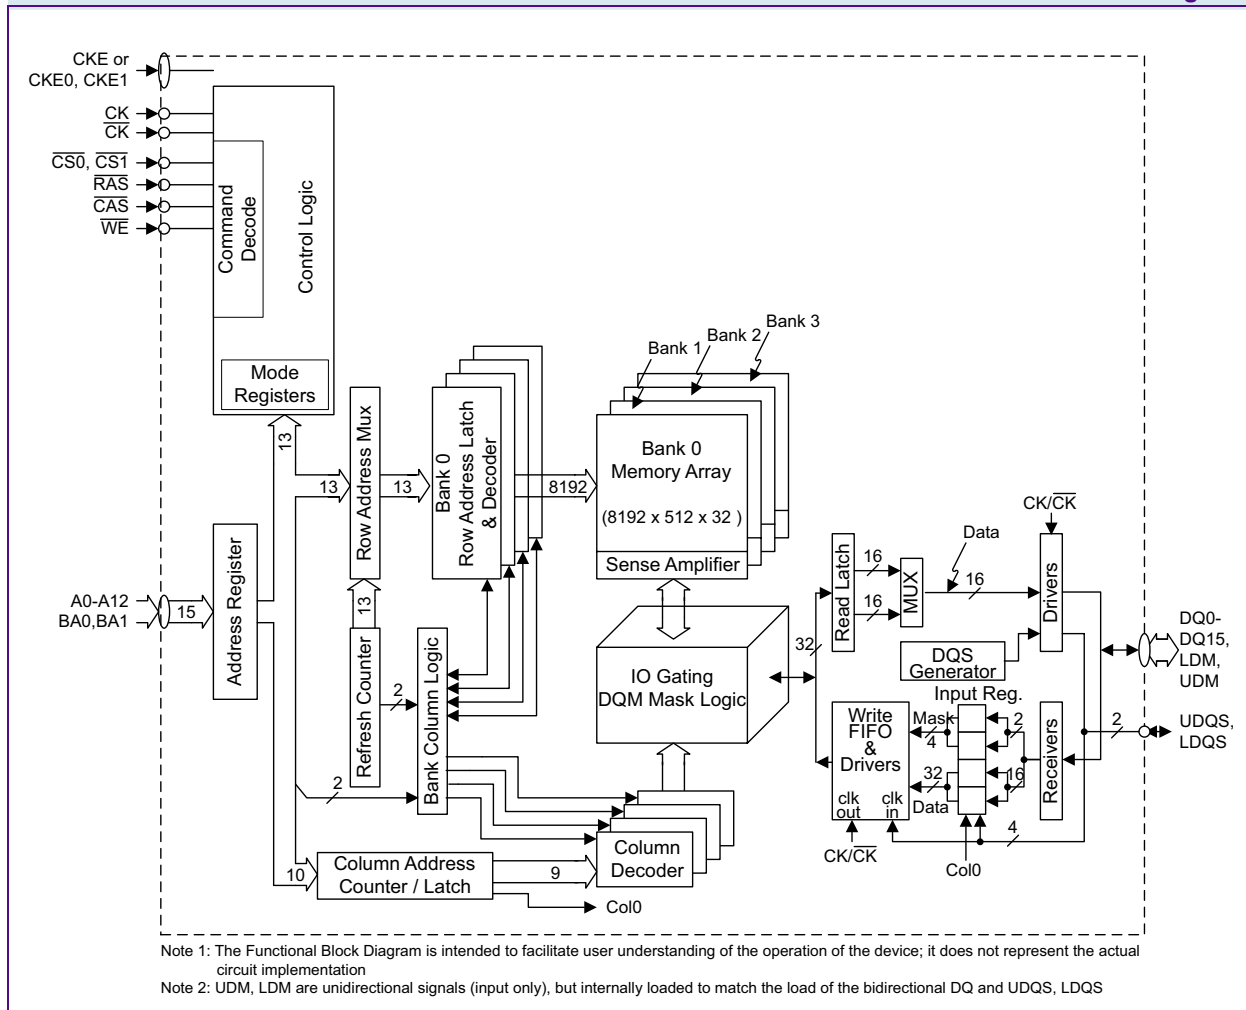 CKE or
CKE0, CKE1
CK
C̅K̅
C̅S̅0̅, C̅S̅1̅
R̅A̅S̅
C̅A̅S̅
W̅E̅
Command
Decode
Control Logic
Mode
Registers
13
Bank 1
Bank 2
Bank 3
Row Address Mux
13
13
Bank 0
Row Address Latch
& Decoder
8192
Bank 0
Memory Array
(8192 x 512 x 32 )
Sense Amplifier
A0-A12
BA0,BA1
15
Address Register
13
Refresh Counter
2
2
Bank Column Logic
IO Gating
DQM Mask Logic
32
Read Latch
16
16
MUX
Data
16
CK/C̅K̅
Drivers
DQS
Generator
DQ0-
DQ15,
LDM,
UDM
Input Reg.
Write
FIFO
&
Drivers
clk
out
clk
in
Mask
4
32
Data
2
16
Receivers
2
UDQS,
LDQS
4
CK/C̅K̅
Col0
10
Column Address
Counter / Latch
9
Column
Decoder
Col0
Note 1: The Functional Block Diagram is intended to facilitate user understanding of the operation of the device; it does not represent the actual
circuit implementation
Note 2: UDM, LDM are unidirectional signals (input only), but internally loaded to match the load of the bidirectional DQ and UDQS, LDQS